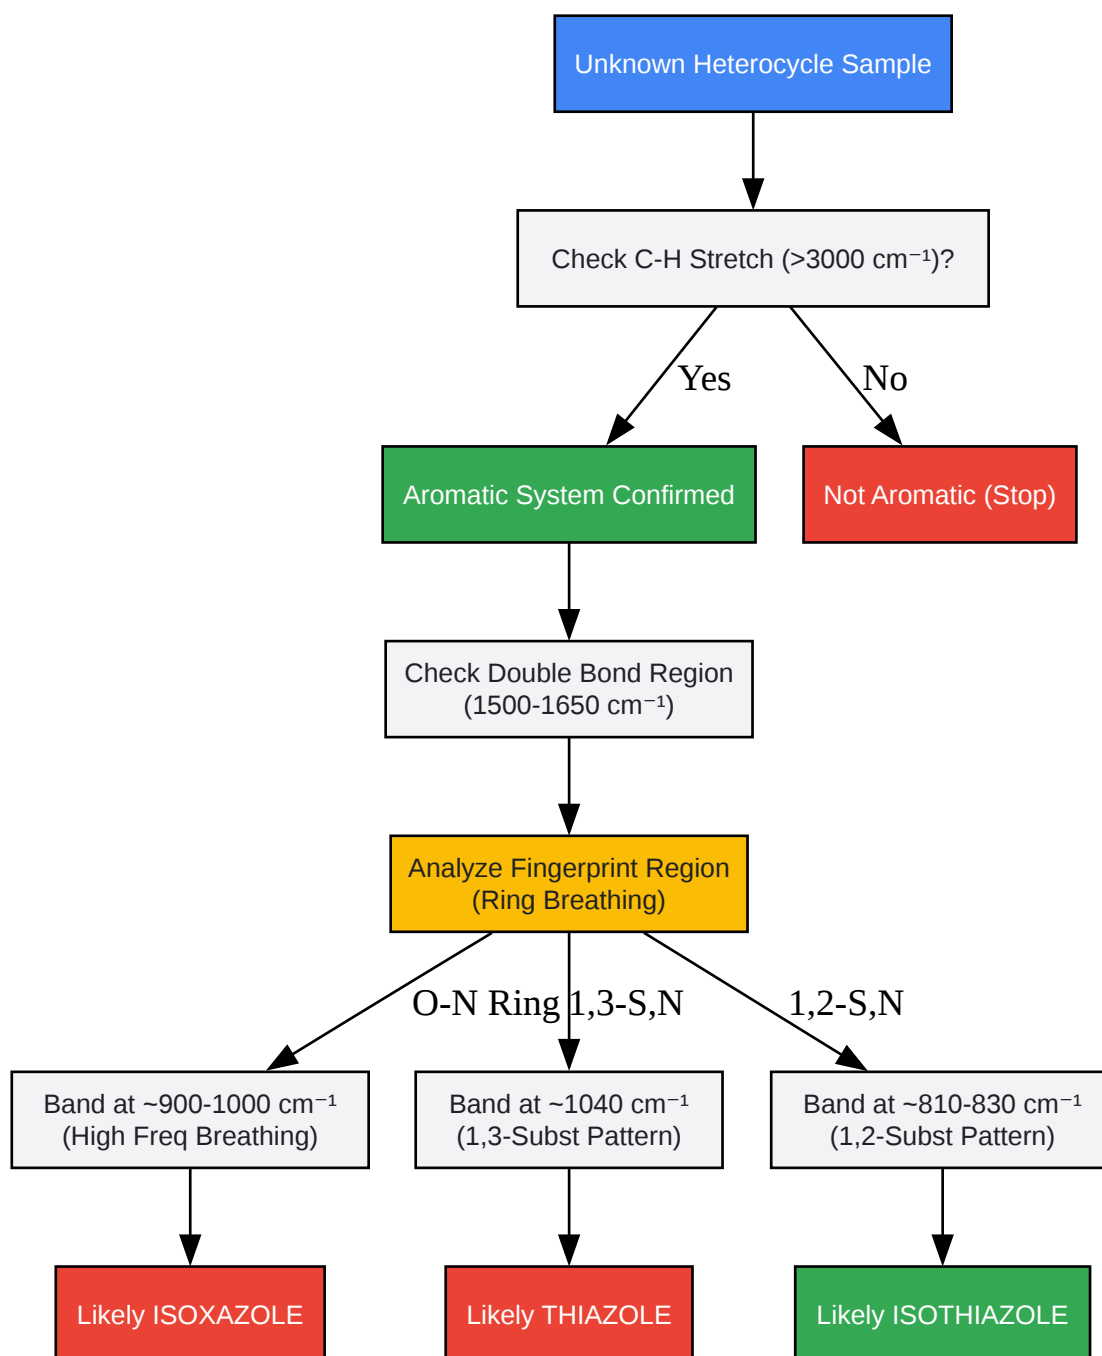 Unknown Heterocycle Sample
Check C-H Stretch (>3000 cm⁻¹)?
Yes
No
Aromatic System Confirmed
Not Aromatic (Stop)
Check Double Bond Region
(1500-1650 cm⁻¹)
Analyze Fingerprint Region
(Ring Breathing)
O-N Ring
1,3-S,N
1,2-S,N
Band at ~900-1000 cm⁻¹
(High Freq Breathing)
Band at ~1040 cm⁻¹
(1,3-Subst Pattern)
Band at ~810-830 cm⁻¹
(1,2-Subst Pattern)
Likely ISOXAZOLE
Likely THIAZOLE
Likely ISOTHIAZOLE